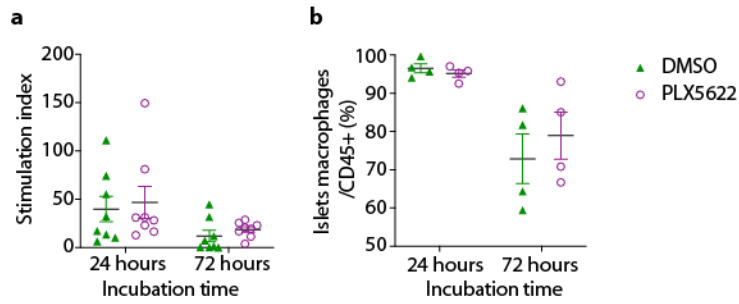 a
Stimulation index
200
150
100
50
0
24 hours 72 hours
Incubation time
b
Islets macrophages
/CD45+ (%)
100
90
80
70
60
50
24 hours 72 hours
Incubation time
DMSO
PLX5622